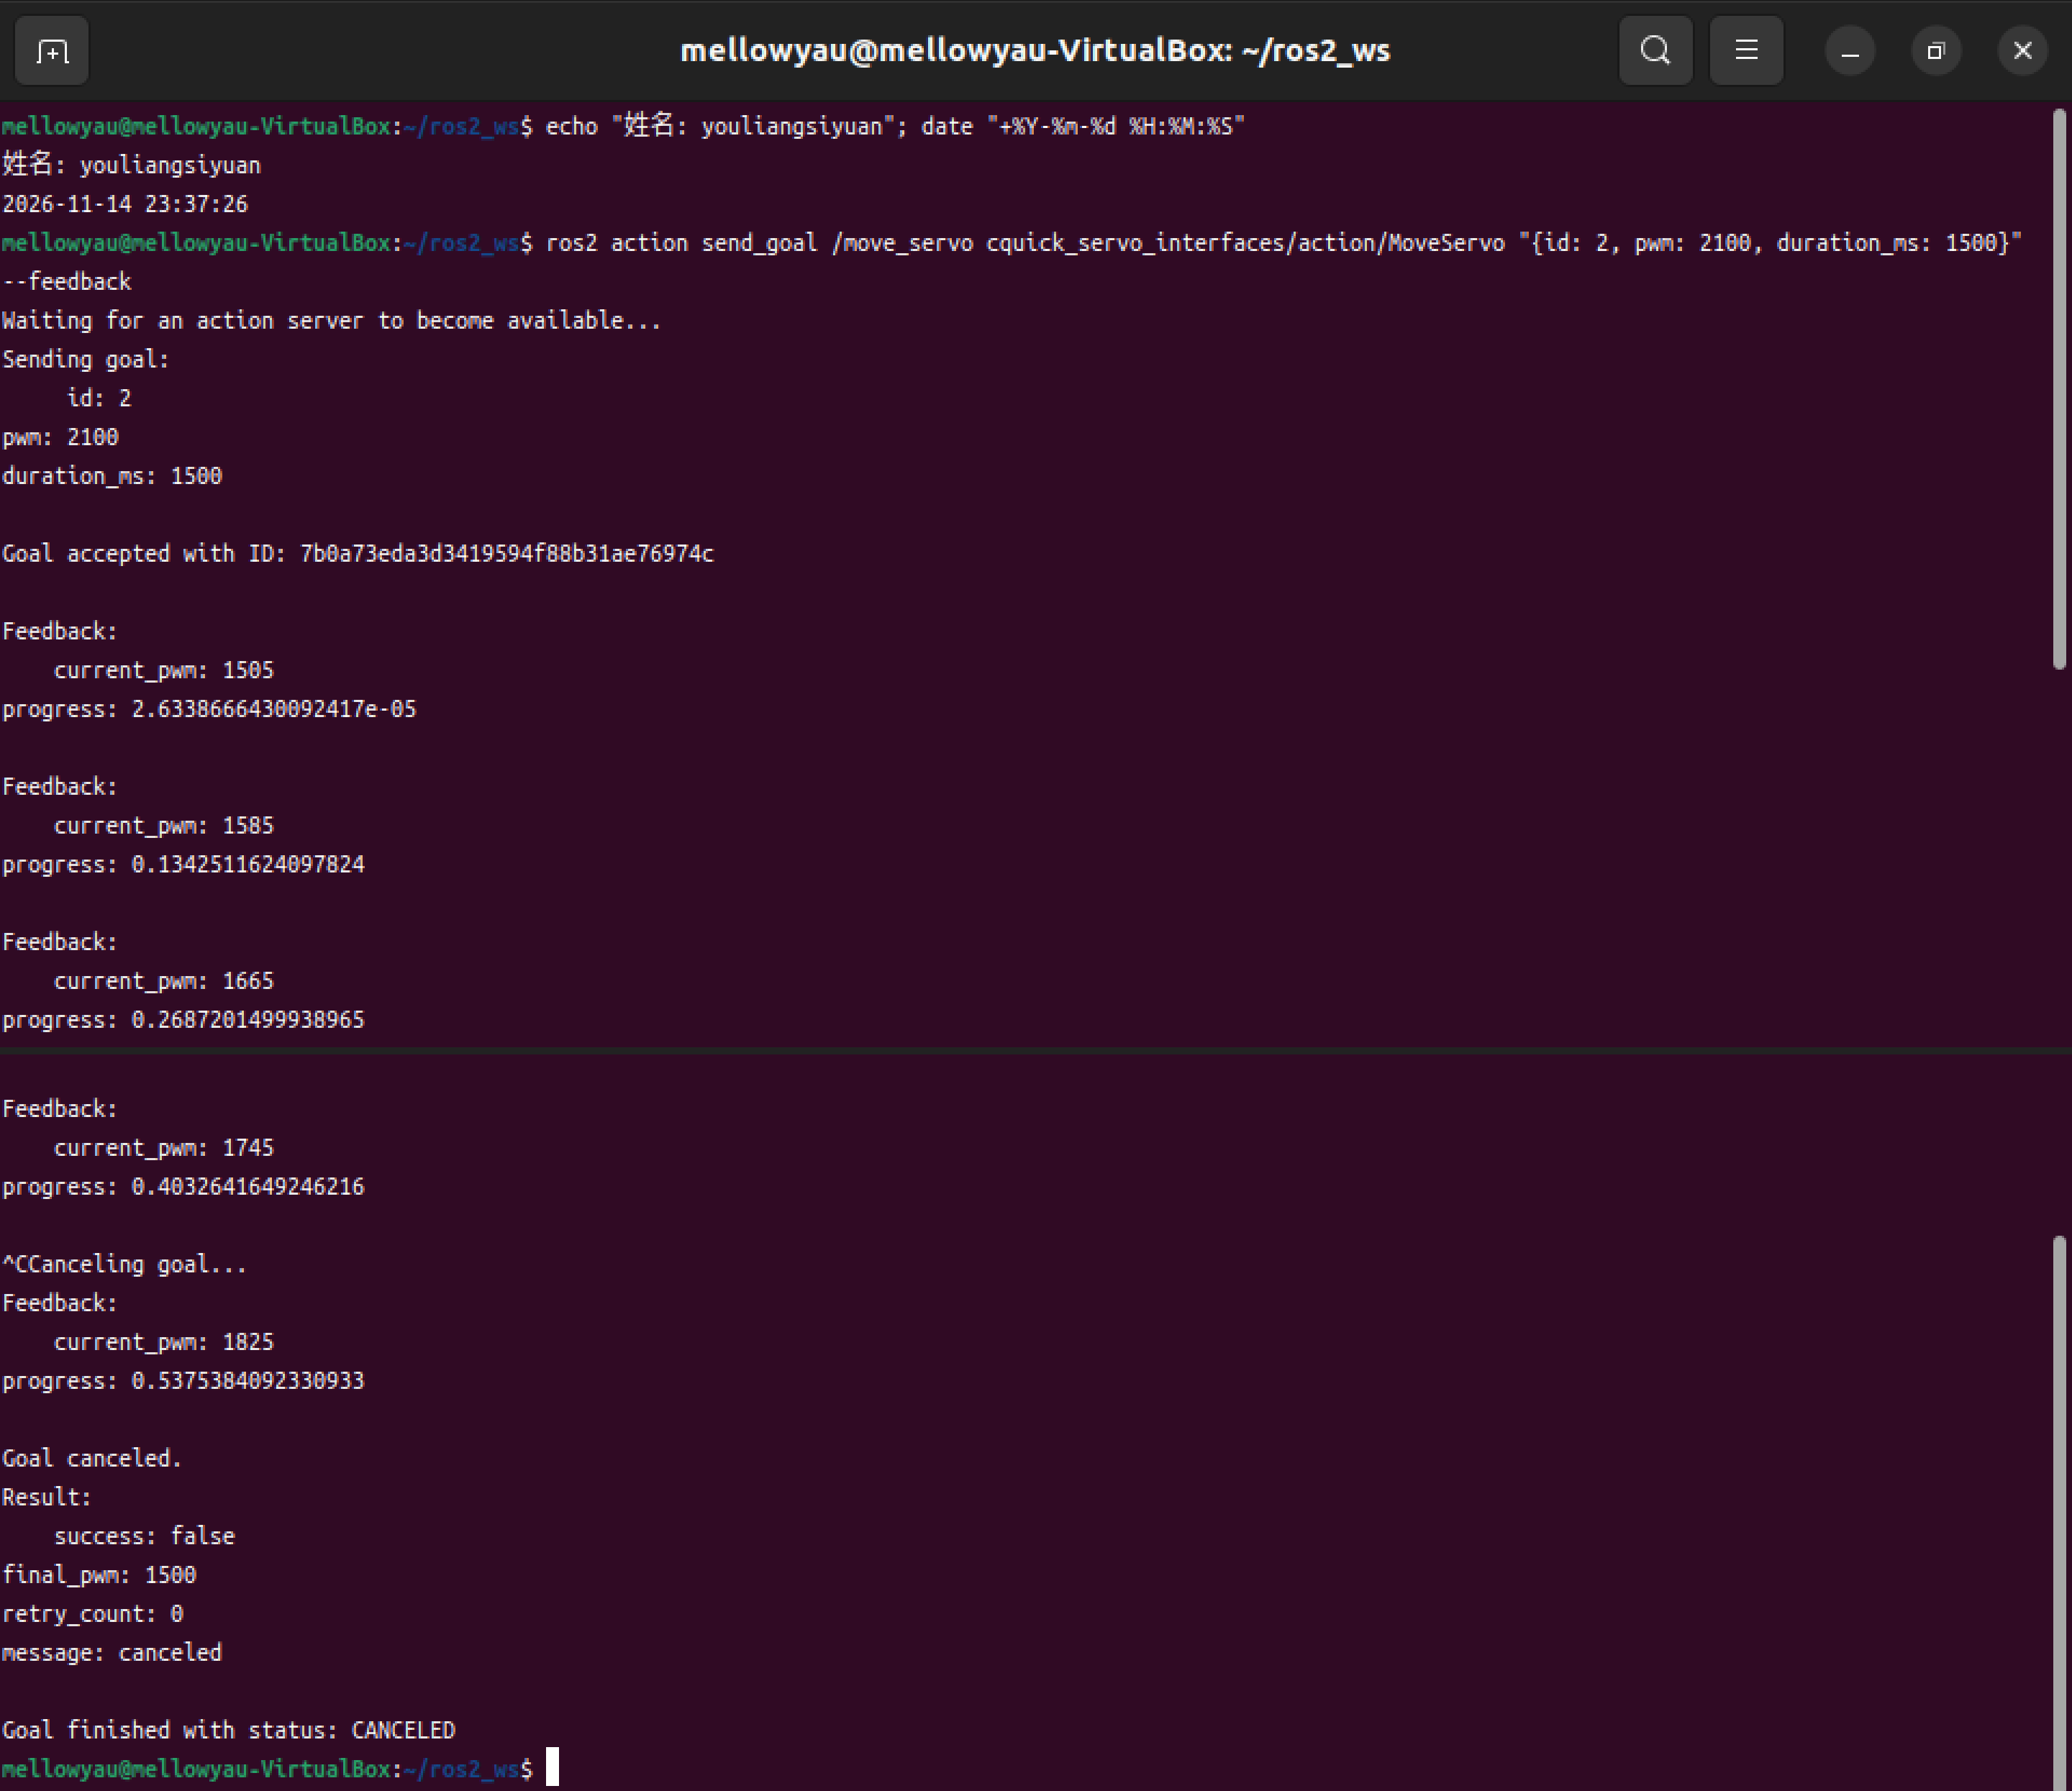 mellowyau@mellowyau-VirtualBox: ~/ros2_ws
mellowyau@mellowyau-VirtualBox:~/ros2_ws$ echo "姓名: youliangsiyuan"; date "+%Y-%m-%d %H:%M:%S"
姓名: youliangsiyuan
2026-11-14 23:37:26
mellowyau@mellowyau-VirtualBox:~/ros2_ws$ ros2 action send_goal /move_servo cquick_servo_interfaces/action/MoveServo "{id: 2, pwm: 2100, duration_ms: 1500}"
--feedback
Waiting for an action server to become available...
Sending goal:
     id: 2
pwm: 2100
duration_ms: 1500

Goal accepted with ID: 7b0a73eda3d3419594f88b31ae76974c

Feedback:
    current_pwm: 1505
progress: 2.6338666430092417e-05

Feedback:
    current_pwm: 1585
progress: 0.1342511624097824

Feedback:
    current_pwm: 1665
progress: 0.2687201499938965

Feedback:
    current_pwm: 1745
progress: 0.4032641649246216

^CCanceling goal...
Feedback:
    current_pwm: 1825
progress: 0.5375384092330933

Goal canceled.
Result:
    success: false
final_pwm: 1500
retry_count: 0
message: canceled

Goal finished with status: CANCELED
mellowyau@mellowyau-VirtualBox:~/ros2_ws$